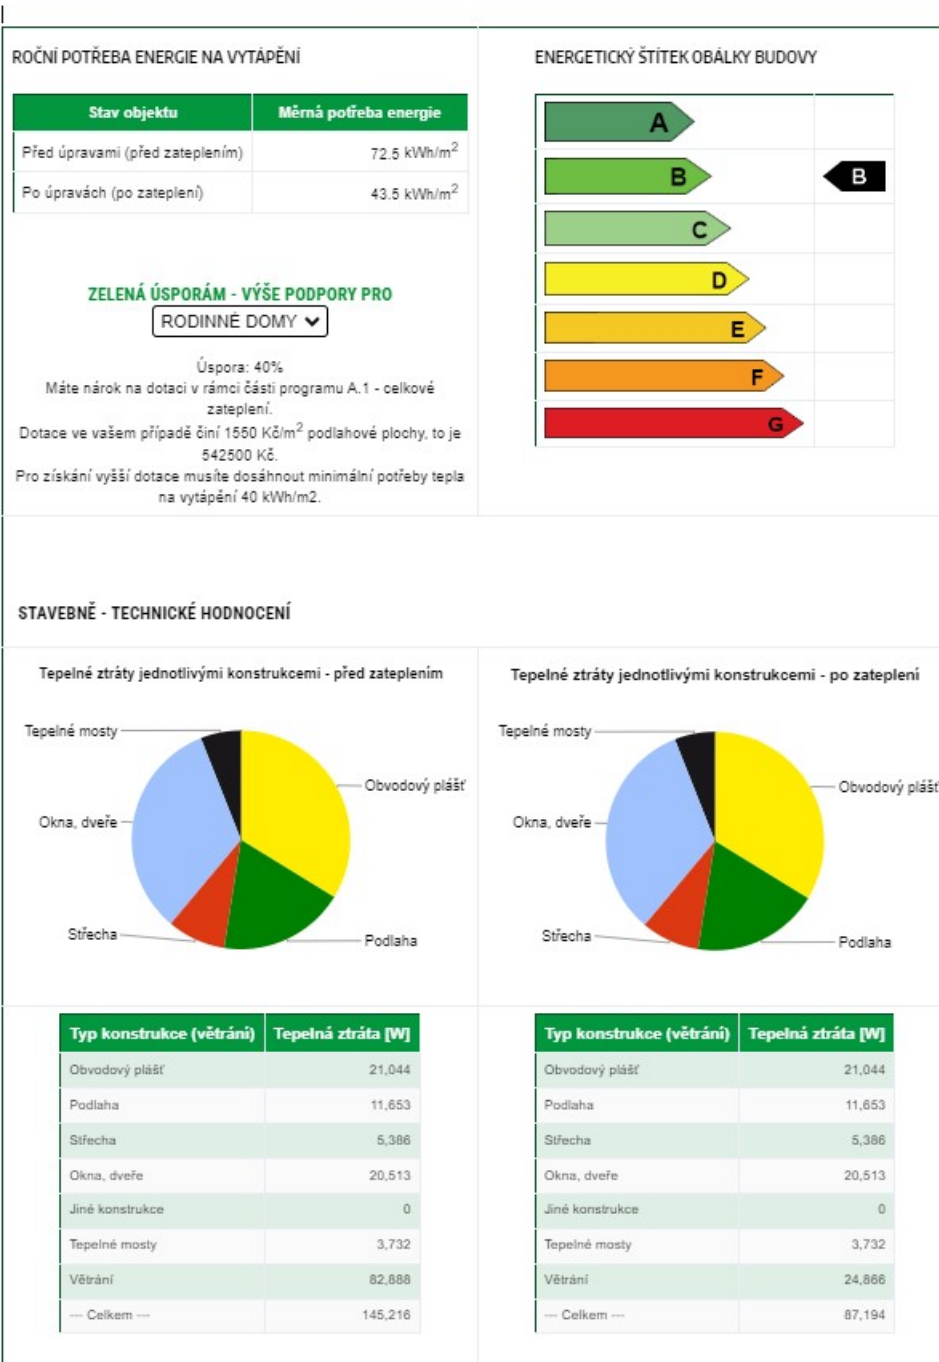 ROČNÍ POTŘEBA ENERGIE NA VYTÁPĚNÍ
Stav objektu Měrná potřeba energie
Před úpravami (před zateplením) 72.5 kWh/m2
Po úpravách (po zateplení) 43.5 kWh/m2
ZELENÁ ÚSPORÁM - VÝŠE PODPORY PRO
RODINNÉ DOMY
Úspora: 40%
Máte nárok na dotaci v rámci části programu A.1 - celkové
zateplení.
Dotace ve vašem případě činí 1550 Kč/m2 podlahové plochy, to je
542500 Kč.
Pro získání vyšší dotace musíte dosáhnout minimální potřeby tepla
na vytápění 40 kWh/m2.
ENERGETICKÝ ŠTÍTEK OBÁLKY BUDOVY
A
B B
C
D
E
F
G
STAVEBNĚ - TECHNICKÉ HODNOCENÍ
Tepelné ztráty jednotlivými konstrukcemi - před zateplením
Tepelné mosty
Obvodový plášť
Okna, dveře
Střecha
Podlaha
Tepelné ztráty jednotlivými konstrukcemi - po zateplení
Tepelné mosty
Obvodový plášť
Okna, dveře
Střecha
Podlaha
Typ konstrukce (větrání) Tepelná ztráta [W]
Obvodový plášť 21,044
Podlaha 11,653
Střecha 5,386
Okna, dveře 20,513
Jiné konstrukce 0
Tepelné mosty 3,732
Větrání 82,888
--- Celkem --- 145,216
Typ konstrukce (větrání) Tepelná ztráta [W]
Obvodový plášť 21,044
Podlaha 11,653
Střecha 5,386
Okna, dveře 20,513
Jiné konstrukce 0
Tepelné mosty 3,732
Větrání 24,866
--- Celkem --- 87,194